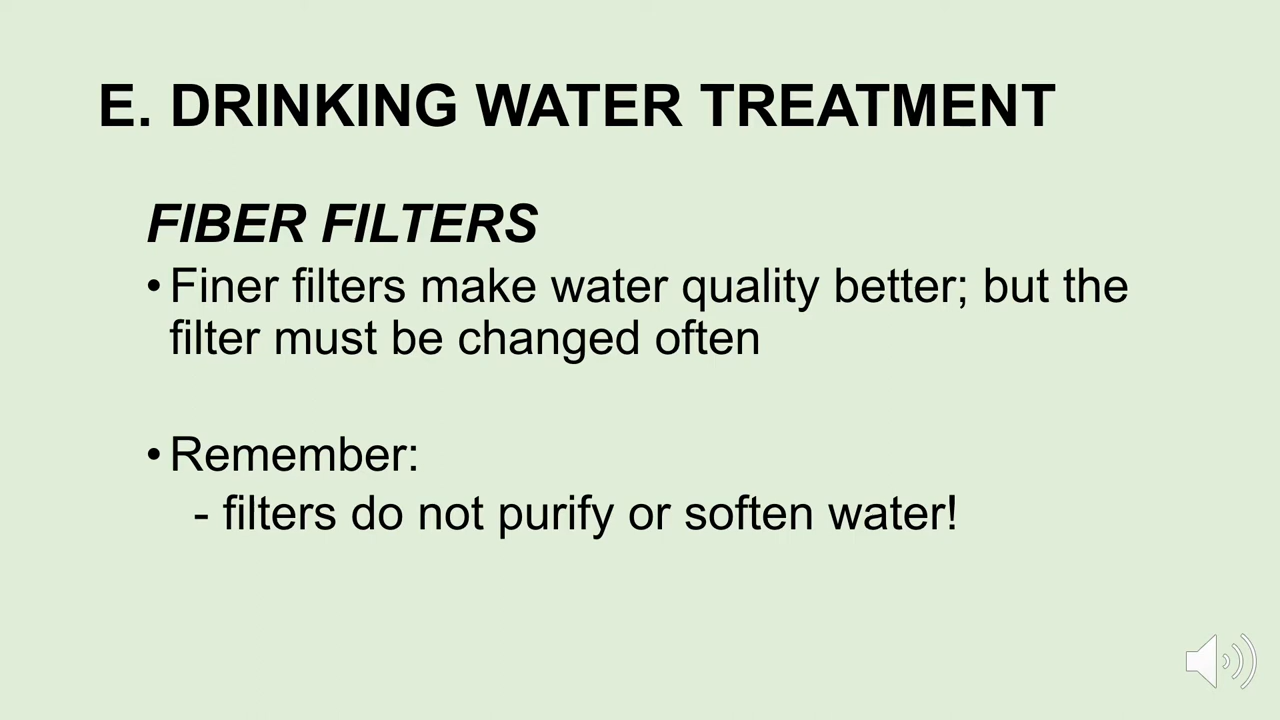 E. DRINKING WATER TREATMENT
FIBER FILTERS
•Finer filters make water quality better; but the
filter must be changed often
•Remember:
- filters do not purify or soften water!